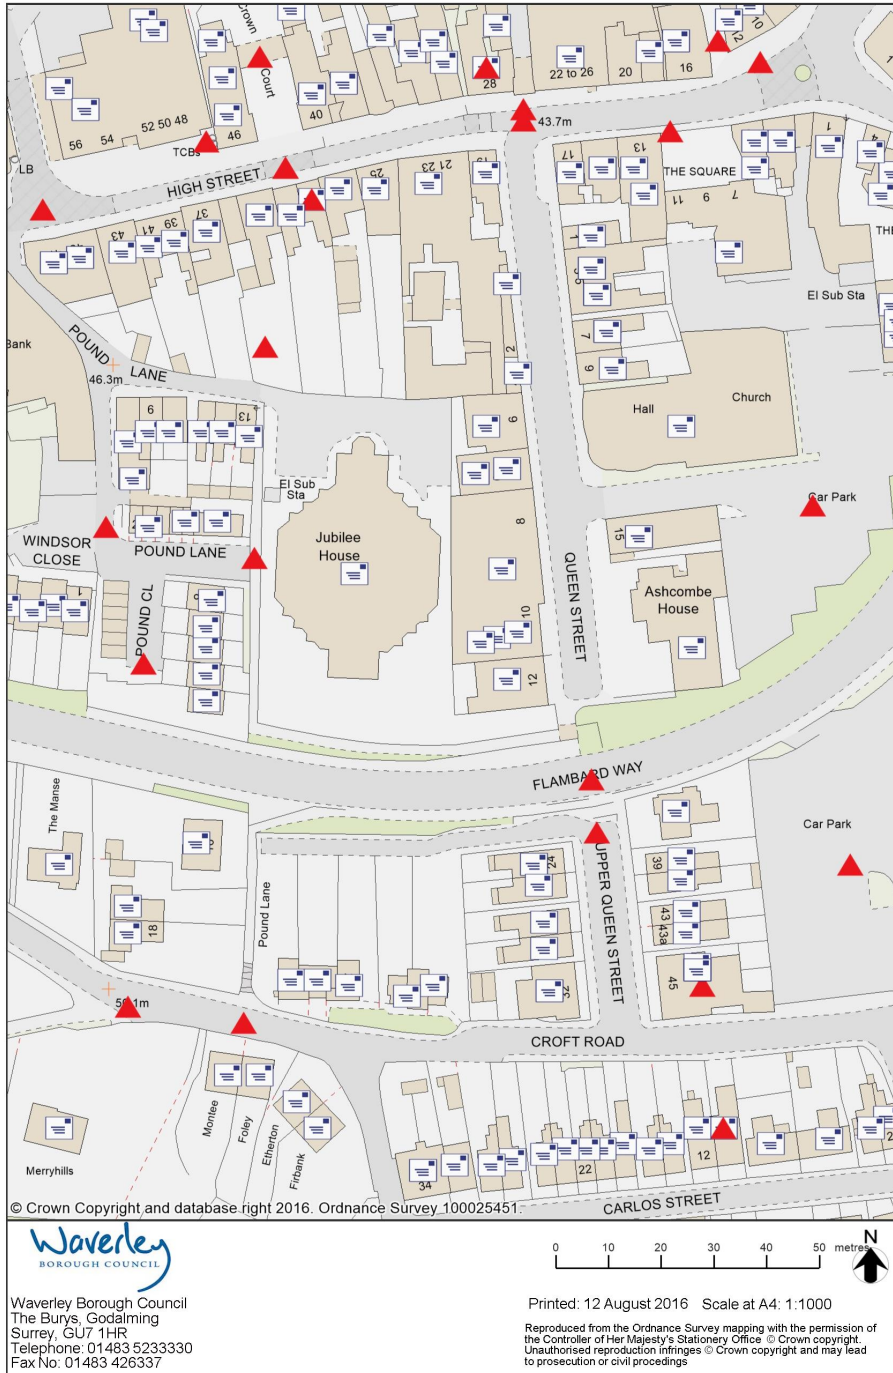 Crown
Court
12
10
28
22 to 26
20
16
56
54
52 50 48
46
40
TCBs
43.7m
LB
HIGH STREET
25
23
21
17
13
THE SQUARE
1
4
11
9
7
43
41
39
37
1
THE
El Sub Sta
Bank
POUND
LANE
46.3m
2
7
9
Hall
Church
9
13
6
El Sub
Sta
Car Park
Jubilee
House
8
WINDSOR
CLOSE
POUND LANE
15
Ashcombe
House
QUEEN STREET
1
POUND CL
10
12
FLAMBARD WAY
The Manse
Car Park
24
39
UPPER QUEEN STREET
Pound Lane
18
43
43a
32
45
CROFT ROAD
Montee
Foley
Etherton
Firbank
Merryhills
34
22
12
CARLOS STREET
© Crown Copyright and database right 2016. Ordnance Survey 100025451.
Waverley
BOROUGH COUNCIL
0 10 20 30 40 50 metres
N
Waverley Borough Council
The Burys, Godalming
Surrey, GU7 1HR
Telephone: 01483 5233330
Fax No: 01483 426337
Printed: 12 August 2016 Scale at A4: 1:1000
Reproduced from the Ordnance Survey mapping with the permission of
the Controller of Her Majesty's Stationery Office © Crown copyright.
Unauthorised reproduction infringes © Crown copyright and may lead
to prosecution or civil procedings